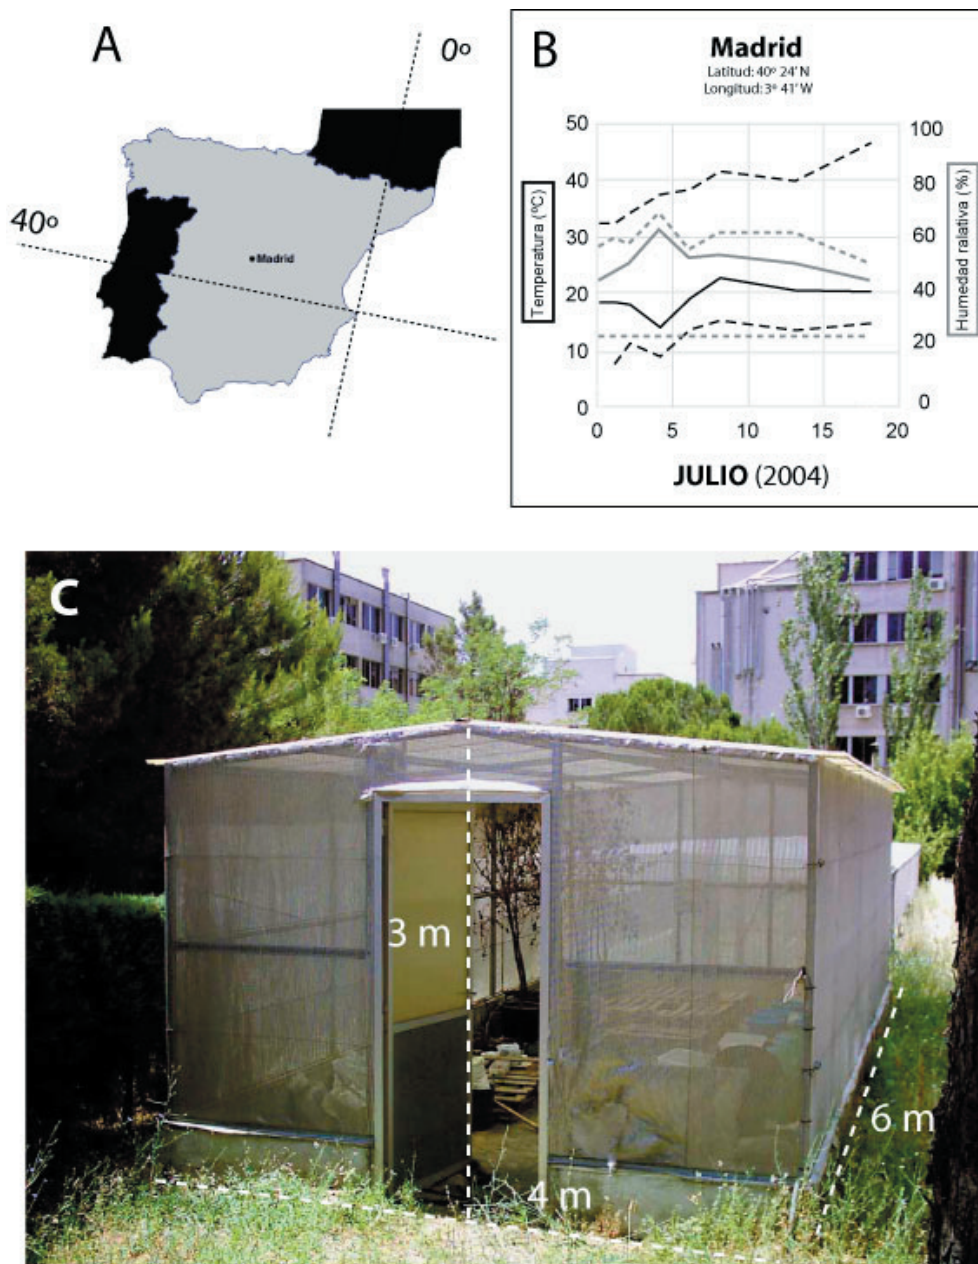 A
0º
40º
Madrid
B
Madrid
Latitud: 40º 24' N
Longitud: 3º 41' W
50
40
30
20
10
0
Temperatura (ºC)
100
80
60
40
20
0
Humedad ralativa (%)
0
5
10
15
20
JULIO (2004)
C
3 m
4 m
6 m